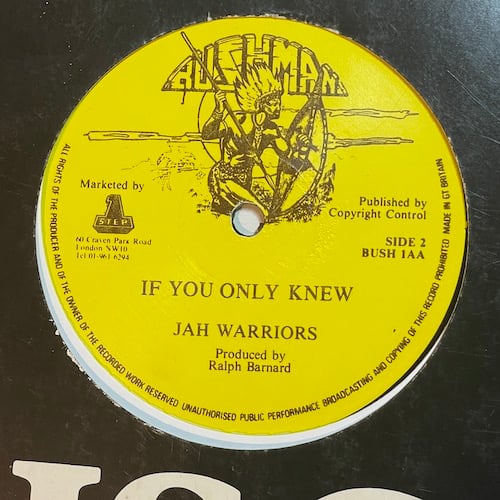 BUSHMAN
Marketed by
STEP
60 Craven Park Road
London NW10
Tel 01-961 6294
Published by
Copyright Control
SIDE 2
BUSH 1AA
IF YOU ONLY KNEW
JAH WARRIORS
Produced by
Ralph Barnard
ALL RIGHTS OF THE PRODUCER AND OF THE OWNER OF THE RECORDED WORK RESERVED UNAUTHORISED PUBLIC PERFORMANCE BROADCASTING AND COPYING OF THIS RECORD PROHIBITED MADE IN GT BRITAIN